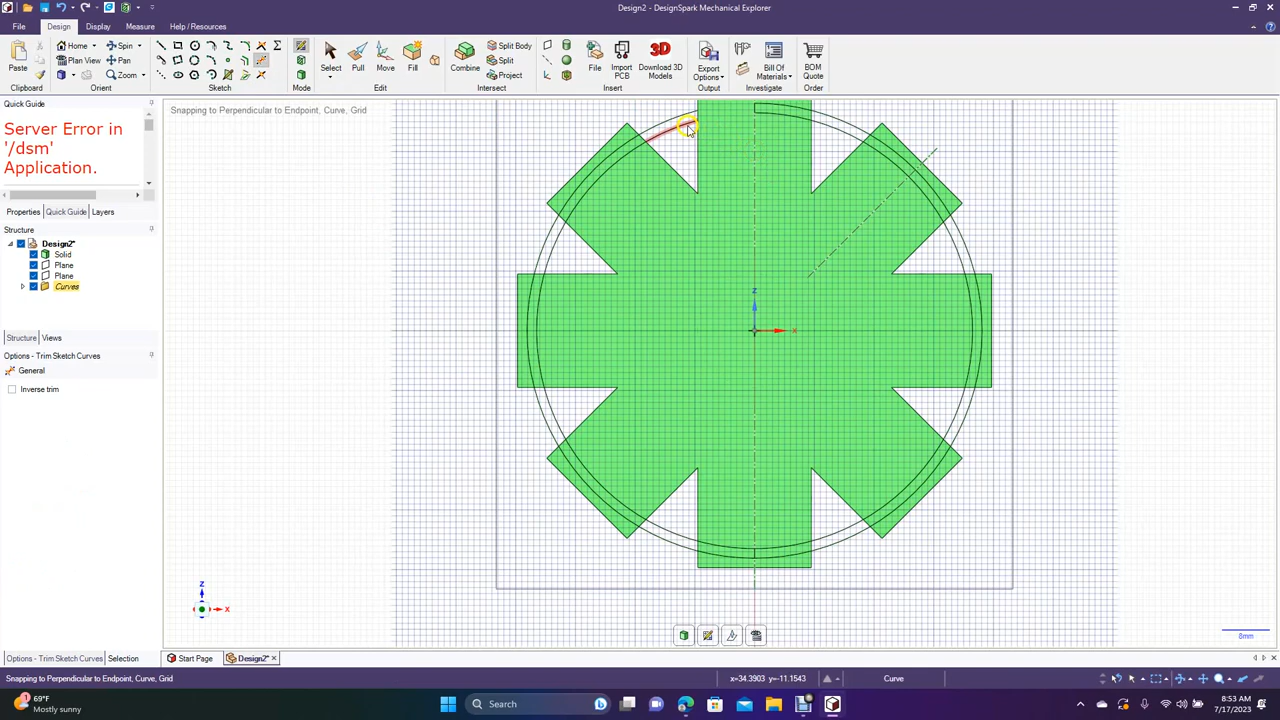 Design2 - DesignSpark Mechanical Explorer
File
Design
Display
Measure
Help / Resources
Home
Spin
Plan View
Pan
Zoom
Paste
Select
Pull
Move
Fill
Combine
Split Body
Split
Project
File
Import
PCB
Download 3D
Models
Export
Options
Bill Of
Materials
BOM
Quote
Clipboard
Orient
Sketch
Mode
Edit
Intersect
Insert
Output
Investigate
Order
Quick Guide
Server Error in
'/dsm'
Application.
Properties
Quick Guide
Layers
Structure
Design2*
Solid
Plane
Plane
Curves
Structure
Views
Options - Trim Sketch Curves
General
Inverse trim
Snapping to Perpendicular to Endpoint, Curve, Grid
z
x
z
x
8mm
Options - Trim Sketch Curves
Selection
Start Page
Design2*
Snapping to Perpendicular to Endpoint, Curve, Grid
x=34.3903 y=-11.1543
Curve
69°F
Mostly sunny
Search
8:53 AM
7/17/2023